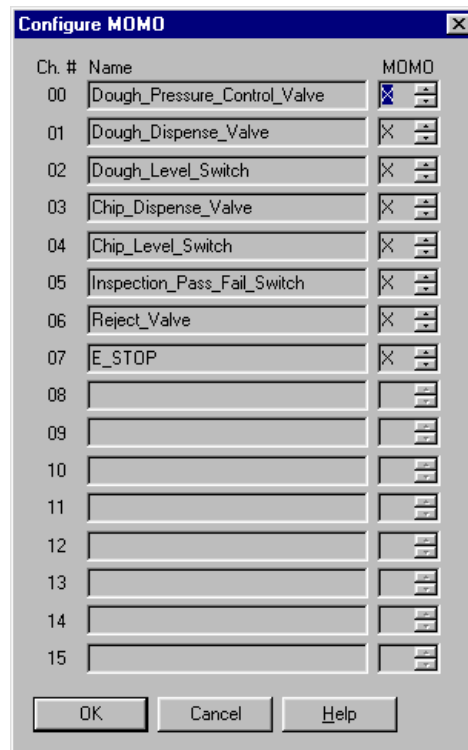 Configure MOMO
Ch. # Name MOMO
00 Dough_Pressure_Control_Valve X
01 Dough_Dispense_Valve X
02 Dough_Level_Switch X
03 Chip_Dispense_Valve X
04 Chip_Level_Switch X
05 Inspection_Pass_Fail_Switch X
06 Reject_Valve X
07 E_STOP X
08
09
10
11
12
13
14
15
OK Cancel Help